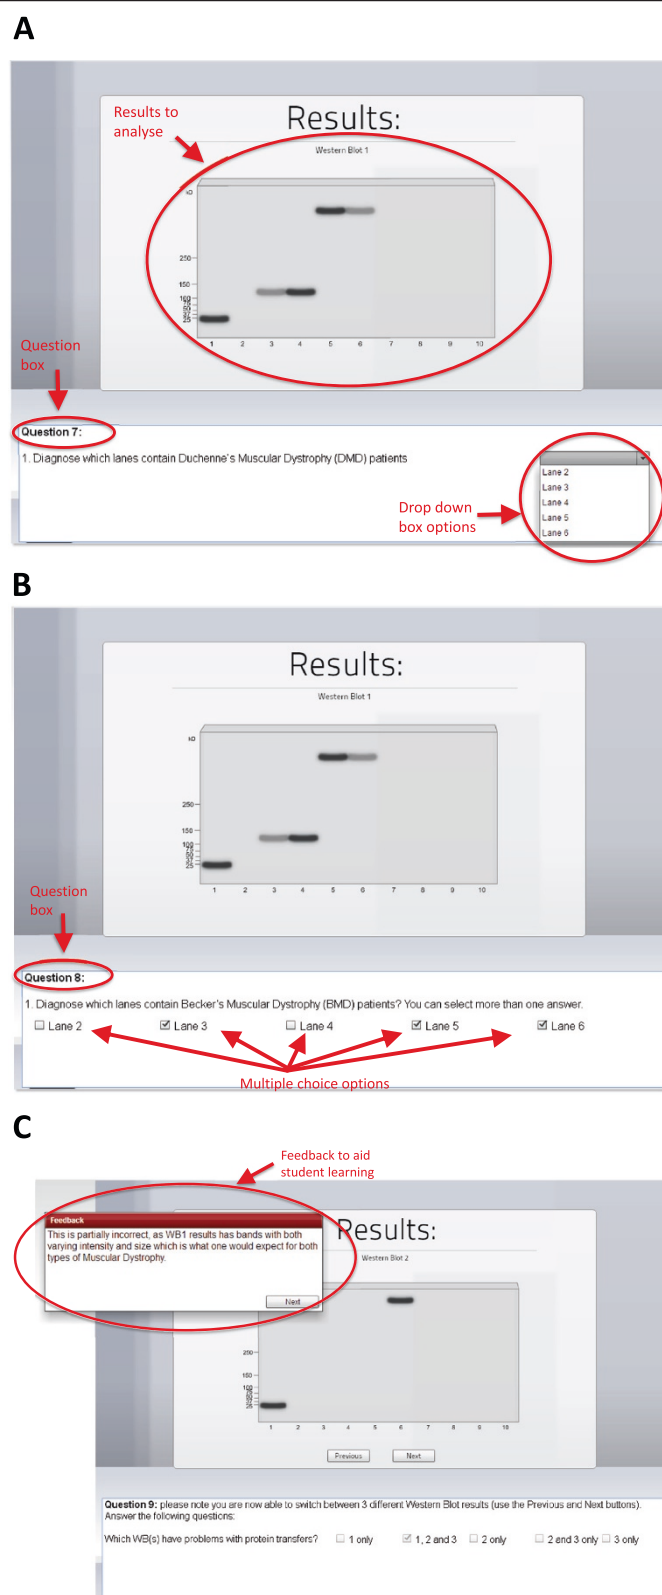 A
Results to
analyse
Results:
Western Blot 1
kD
250
150
100
75
50
37
25
1 2 3 4 5 6 7 8 9 10
Question
box
Question 7:
1. Diagnose which lanes contain Duchenne's Muscular Dystrophy (DMD) patients
Lane 2
Lane 3
Lane 4
Lane 5
Lane 6
Drop down
box options
B
Results:
Western Blot 1
kD
250
150
100
75
50
37
25
1 2 3 4 5 6 7 8 9 10
Question
box
Question 8:
1. Diagnose which lanes contain Becker's Muscular Dystrophy (BMD) patients? You can select more than one answer.
Lane 2 Lane 3 Lane 4 Lane 5 Lane 6
Multiple choice options
C
Feedback to aid
student learning
Feedback
This is partially incorrect, as WB1 results has bands with both
varying intensity and size which is what one would expect for both
types of Muscular Dystrophy.
Next
Results:
Western Blot 2
250
150
100
75
50
37
25
1 2 3 4 5 6 7 8 9 10
Previous Next
Question 9: please note you are now able to switch between 3 different Western Blot results (use the Previous and Next buttons).
Answer the following questions:
Which WB(s) have problems with protein transfers? 1 only 1, 2 and 3 2 only 2 and 3 only 3 only